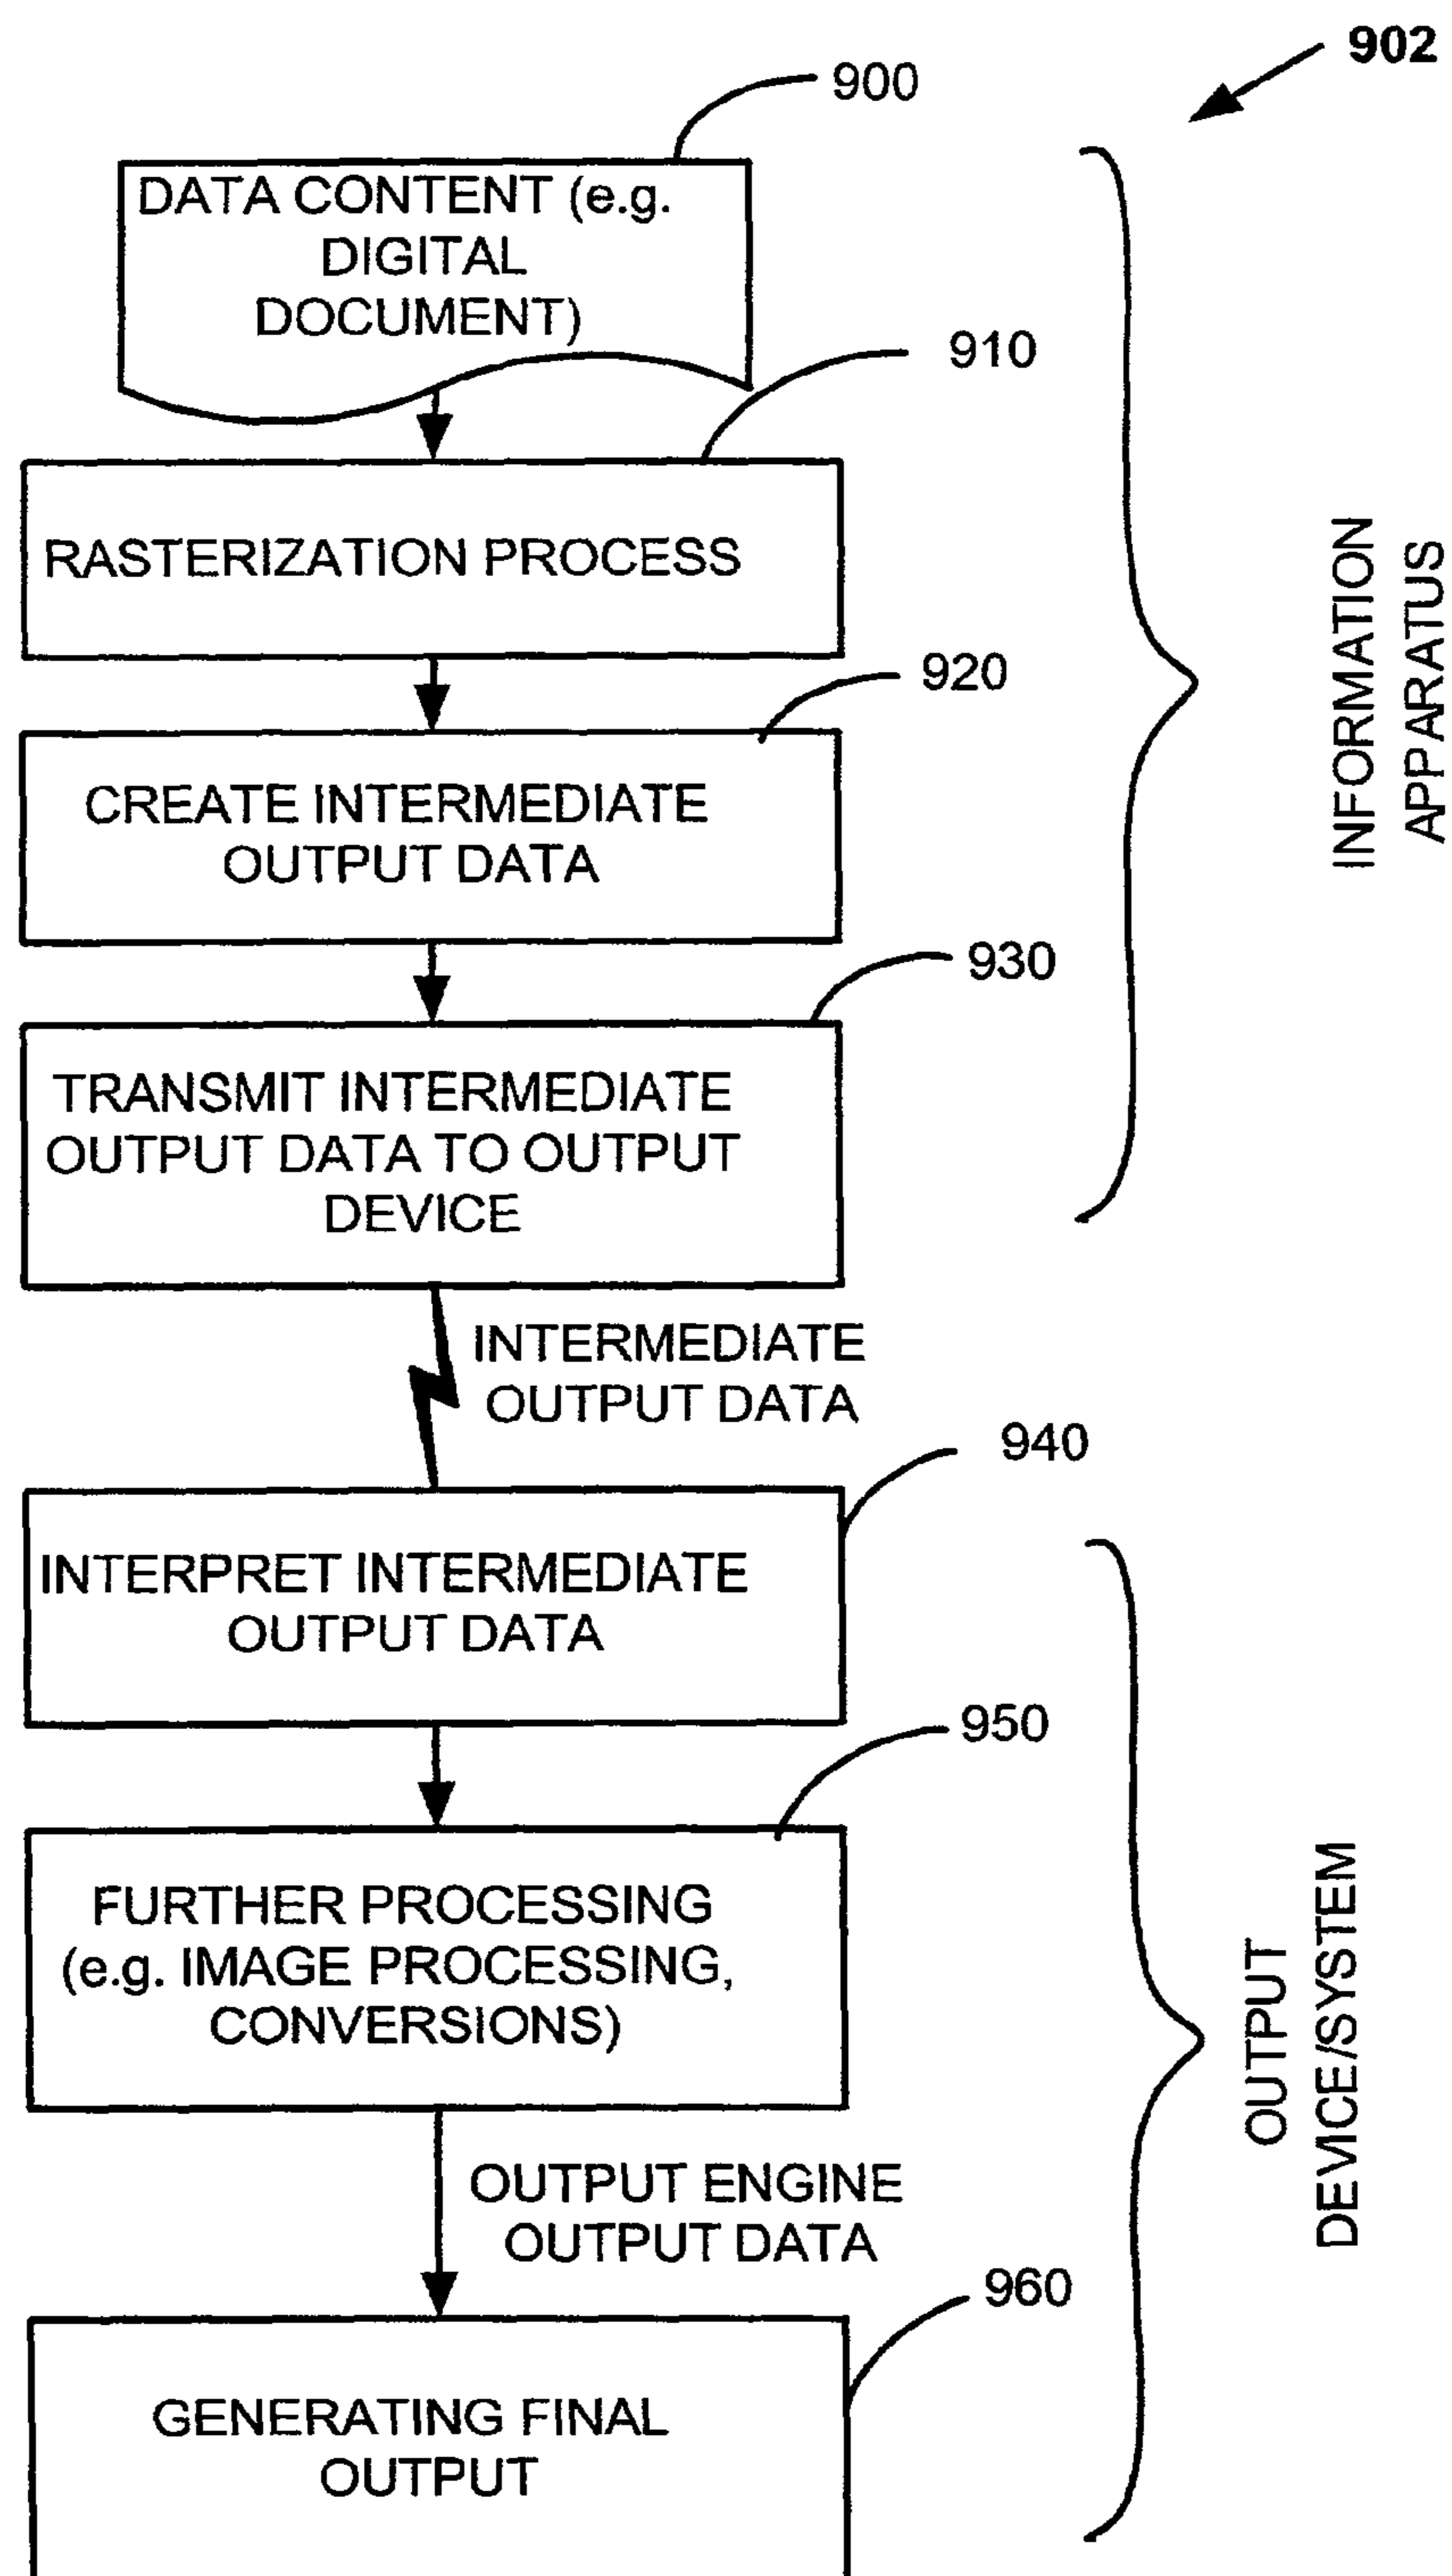 902
900
DATA CONTENT (e.g.
DIGITAL
DOCUMENT)
910
RASTERIZATION PROCESS
920
CREATE INTERMEDIATE
OUTPUT DATA
930
TRANSMIT INTERMEDIATE
OUTPUT DATA TO OUTPUT
DEVICE
INFORMATION
APPARATUS
INTERMEDIATE
OUTPUT DATA
940
INTERPRET INTERMEDIATE
OUTPUT DATA
950
FURTHER PROCESSING
(e.g. IMAGE PROCESSING,
CONVERSIONS)
OUTPUT
DEVICE/SYSTEM
OUTPUT ENGINE
OUTPUT DATA
960
GENERATING FINAL
OUTPUT